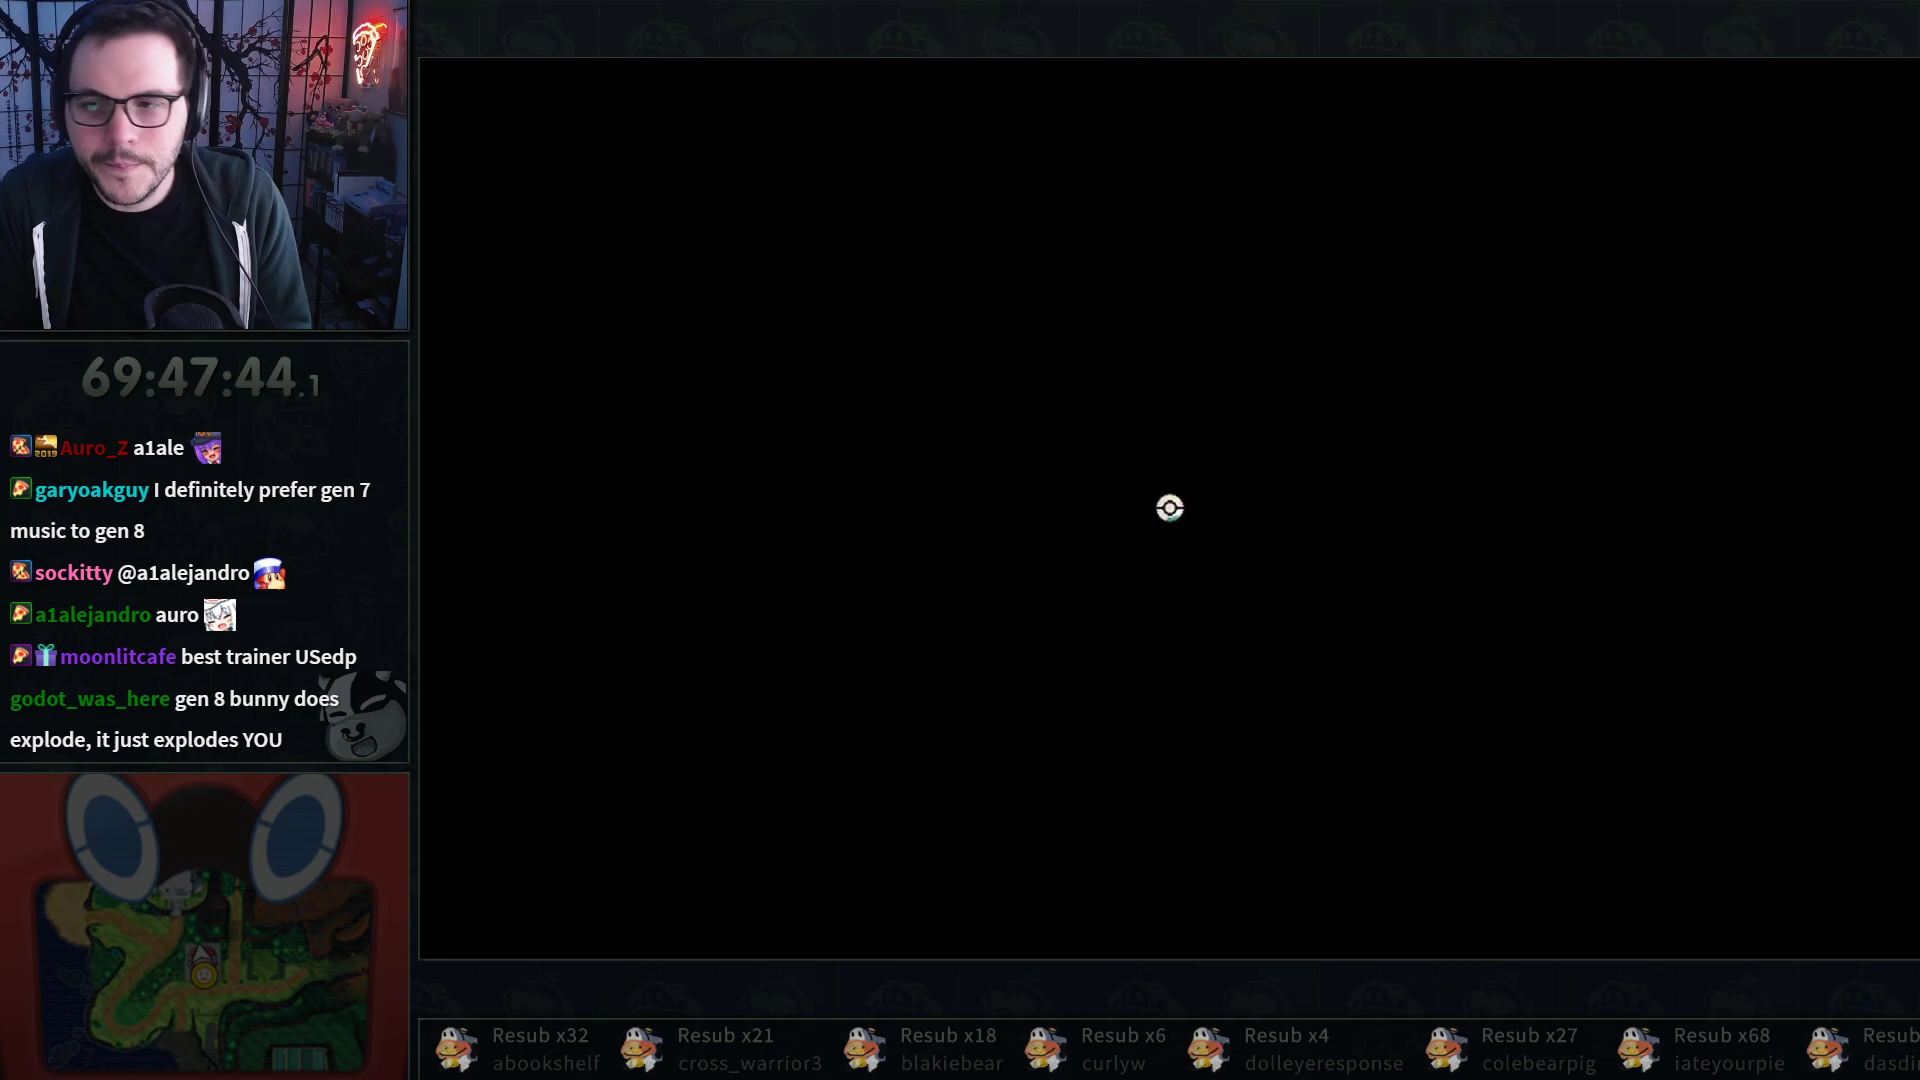 69:47:44.1
Auro_Z a1ale
garyoakguy I definitely prefer gen 7
music to gen 8
sockitty @a1alejandro
a1alejandro auro
moonlitcafe best trainer USedp
godot_was_here gen 8 bunny does
explode, it just explodes YOU
Resub x32
abookshelf
Resub x21
cross_warrior3
Resub x18
blakiebear
Resub x6
curlyw
Resub x4
dolleyeresponse
Resub x27
colebearpig
Resub x68
iateyourpie
Resub
dasdi